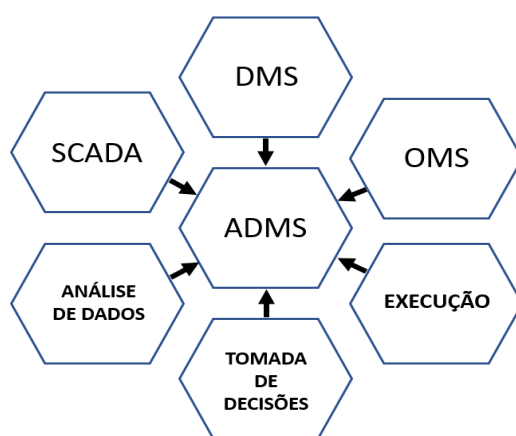 DMS
SCADA
OMS
ADMS
ANÁLISE
DE DADOS
EXECUÇÃO
TOMADA
DE
DECISÕES